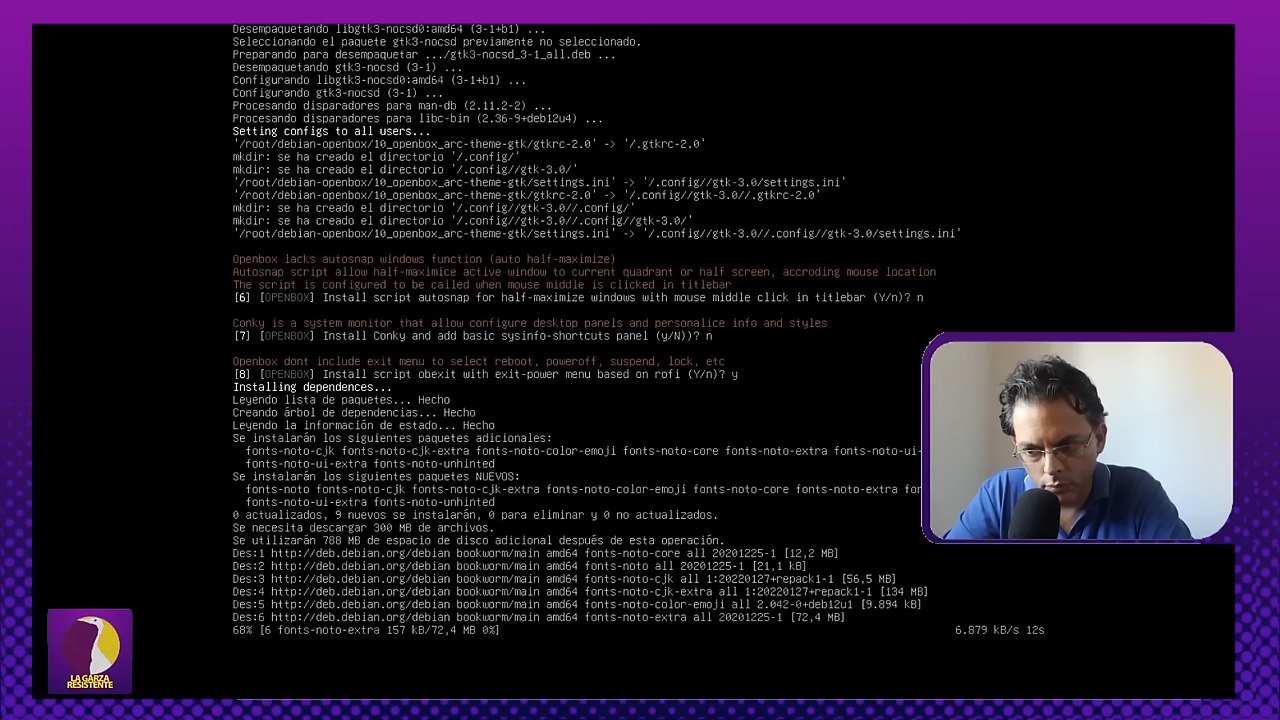 Desempaquetando libgtk3-nocsd0:amd64 (3-1+b1) ...
Seleccionando el paquete gtk3-nocsd previamente no seleccionado.
Preparando para desempaquetar .../gtk3-nocsd_3-1_all.deb ...
Desempaquetando gtk3-nocsd (3-1) ...
Configurando libgtk3-nocsd0:amd64 (3-1+b1) ...
Configurando gtk3-nocsd (3-1) ...
Procesando disparadores para man-db (2.11.2-2) ...
Procesando disparadores para libc-bin (2.36-9+deb12u4) ...
Setting configs to all users...
'/root/debian-openbox/10_openbox_arc-theme-gtk/gtkrc-2.0' -> '/.gtkrc-2.0'
mkdir: se ha creado el directorio '/.config/'
mkdir: se ha creado el directorio '/.config//gtk-3.0/'
'/root/debian-openbox/10_openbox_arc-theme-gtk/settings.ini' -> '/.config//gtk-3.0/settings.ini'
'/root/debian-openbox/10_openbox_arc-theme-gtk/gtkrc-2.0' -> '/.config//gtk-3.0//.gtkrc-2.0'
mkdir: se ha creado el directorio '/.config//gtk-3.0//.config/'
mkdir: se ha creado el directorio '/.config//gtk-3.0//.config//gtk-3.0/'
'/root/debian-openbox/10_openbox_arc-theme-gtk/settings.ini' -> '/.config//gtk-3.0//.config//gtk-3.0/settings.ini'
Openbox lacks autosnap windows function (auto half-maximize)
Autosnap script allow half-maximice active window to current quadrant or half screen, accroding mouse location
The script is configured to be called when mouse middle is clicked in titlebar
[6] [OPENBOX] Install script autosnap for half-maximize windows with mouse middle click in titlebar (Y/n)? n
Conky is a system monitor that allow configure desktop panels and personalice info and styles
[7] [OPENBOX] Install Conky and add basic sysinfo-shortcuts panel (y/N))? n
Openbox dont include exit menu to select reboot, poweroff, suspend, lock, etc
[8] [OPENBOX] Install script obexit with exit-power menu based on rofi (Y/n)? y
Installing dependences...
Leyendo lista de paquetes... Hecho
Creando árbol de dependencias... Hecho
Leyendo la información de estado... Hecho
Se instalarán los siguientes paquetes adicionales:
fonts-noto-cjk fonts-noto-cjk-extra fonts-noto-color-emoji fonts-noto-core fonts-noto-extra fonts-noto-ui-
fonts-noto-ui-extra fonts-noto-unhinted
Se instalarán los siguientes paquetes NUEVOS:
fonts-noto fonts-noto-cjk fonts-noto-cjk-extra fonts-noto-color-emoji fonts-noto-core fonts-noto-extra fon
fonts-noto-ui-extra fonts-noto-unhinted
0 actualizados, 9 nuevos se instalarán, 0 para eliminar y 0 no actualizados.
Se necesita descargar 300 MB de archivos.
Se utilizarán 788 MB de espacio de disco adicional después de esta operación.
Des:1 http://deb.debian.org/debian bookworm/main amd64 fonts-noto-core all 20201225-1 [12,2 MB]
Des:2 http://deb.debian.org/debian bookworm/main amd64 fonts-noto all 20201225-1 [21,1 kB]
Des:3 http://deb.debian.org/debian bookworm/main amd64 fonts-noto-cjk all 1:20220127+repack1-1 [56,5 MB]
Des:4 http://deb.debian.org/debian bookworm/main amd64 fonts-noto-cjk-extra all 1:20220127+repack1-1 [134 MB]
Des:5 http://deb.debian.org/debian bookworm/main amd64 fonts-noto-color-emoji all 2.042-0+deb12u1 [9.894 kB]
Des:6 http://deb.debian.org/debian bookworm/main amd64 fonts-noto-extra all 20201225-1 [72,4 MB]
68% [6 fonts-noto-extra 157 kB/72,4 MB 0%] 6.879 kB/s 12s
LA GARZA
RESISTENTE